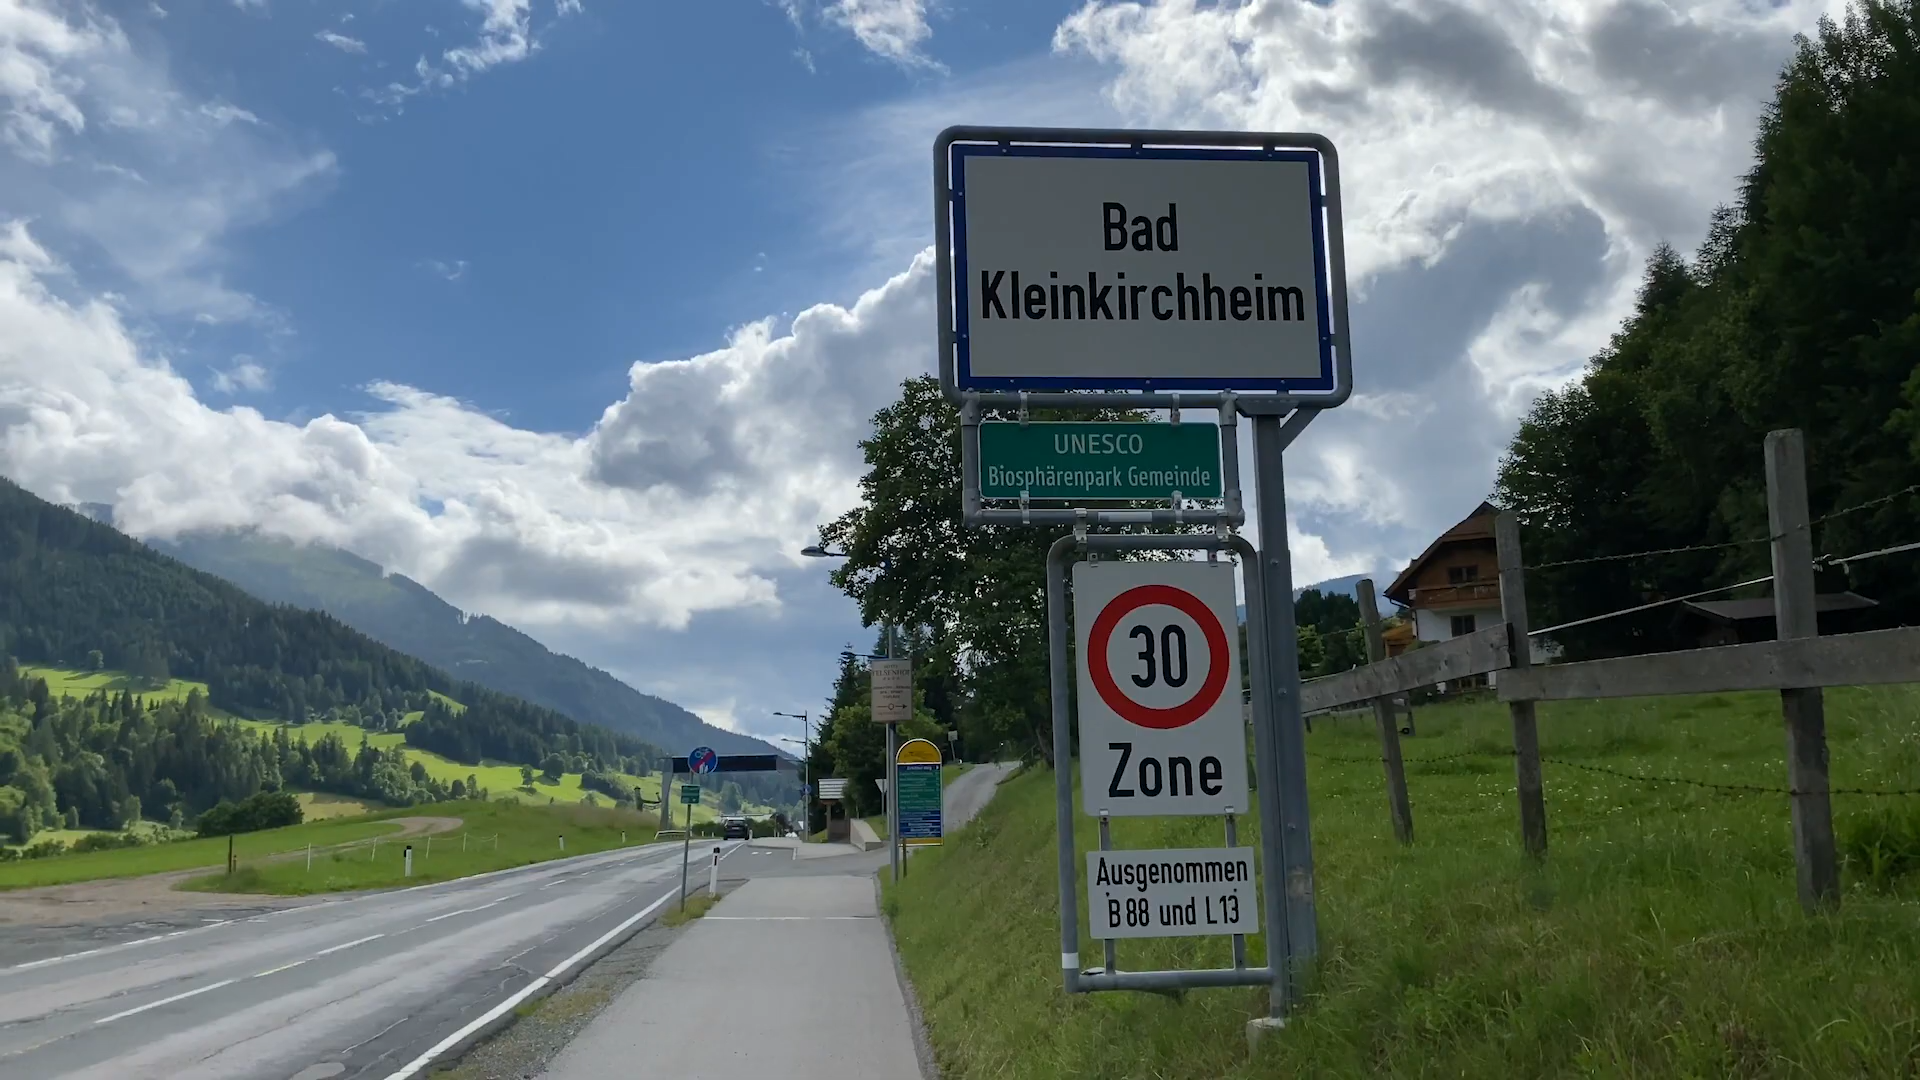 Bad
Kleinkirchheim
UNESCO
Biosphärenpark Gemeinde
30
Zone
Ausgenommen
B 88 und L 13